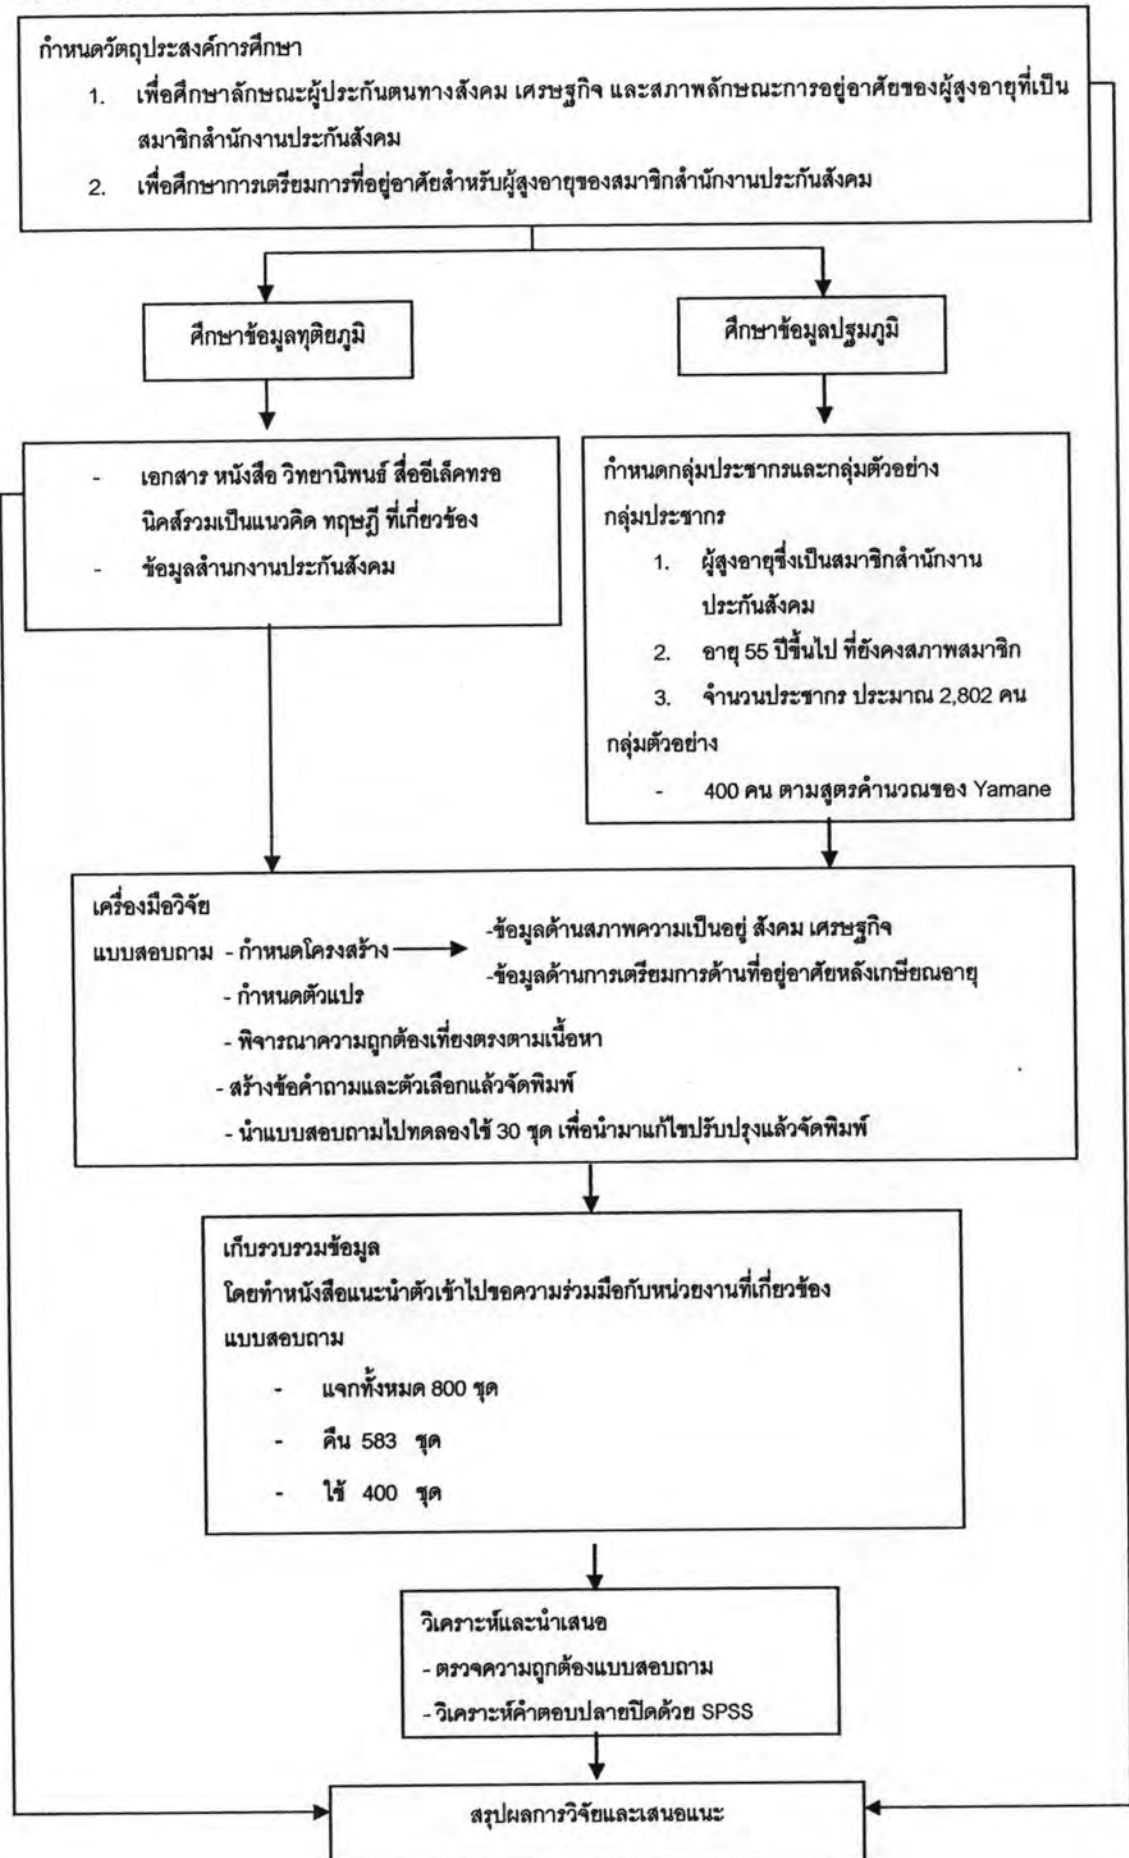 กำหนดวัตถุประสงค์การศึกษา
1. เพื่อศึกษาลักษณะผู้ประกันตนทางสังคม เศรษฐกิจ และสภาพลักษณะการอยู่อาศัยของผู้สูงอายุที่เป็น
สมาชิกสำนักงานประกันสังคม
2. เพื่อศึกษาการเตรียมการที่อยู่อาศัยสำหรับผู้สูงอายุของสมาชิกสำนักงานประกันสังคม
ศึกษาข้อมูลทุติยภูมิ
ศึกษาข้อมูลปฐมภูมิ
- เอกสาร หนังสือ วิทยานิพนธ์ สื่ออีเล็คทรอ
นิคส์รวมเป็นแนวคิด ทฤษฎี ที่เกี่ยวข้อง
- ข้อมูลสำนกงานประกันสังคม
กำหนดกลุ่มประชากรและกลุ่มตัวอย่าง
กลุ่มประชากร
1. ผู้สูงอายุซึ่งเป็นสมาชิกสำนักงาน
ประกันสังคม
2. อายุ 55 ปีขึ้นไป ที่ยังคงสภาพสมาชิก
3. จำนวนประชากร ประมาณ 2,802 คน
กลุ่มตัวอย่าง
- 400 คน ตามสูตรคำนวณของ Yamane
เครื่องมือวิจัย
แบบสอบถาม - กำหนดโครงสร้าง
-ข้อมูลด้านสภาพความเป็นอยู่ สังคม เศรษฐกิจ
-ข้อมูลด้านการเตรียมการด้านที่อยู่อาศัยหลังเกษียณอายุ
- กำหนดตัวแปร
- พิจารณาความถูกต้องเที่ยงตรงตามเนื้อหา
- สร้างข้อคำถามและตัวเลือกแล้วจัดพิมพ์
- นำแบบสอบถามไปทดลองใช้ 30 ชุด เพื่อนำมาแก้ไขปรับปรุงแล้วจัดพิมพ์
เก็บรวบรวมข้อมูล
โดยทำหนังสือแนะนำตัวเข้าไปขอความร่วมมือกับหน่วยงานที่เกี่ยวข้อง
แบบสอบถาม
- แจกทั้งหมด 800 ชุด
- คืน 583 ชุด
- ใช้ 400 ชุด
วิเคราะห์และนำเสนอ
- ตรวจความถูกต้องแบบสอบถาม
- วิเคราะห์คำตอบปลายปิดด้วย SPSS
สรุปผลการวิจัยและเสนอแนะ